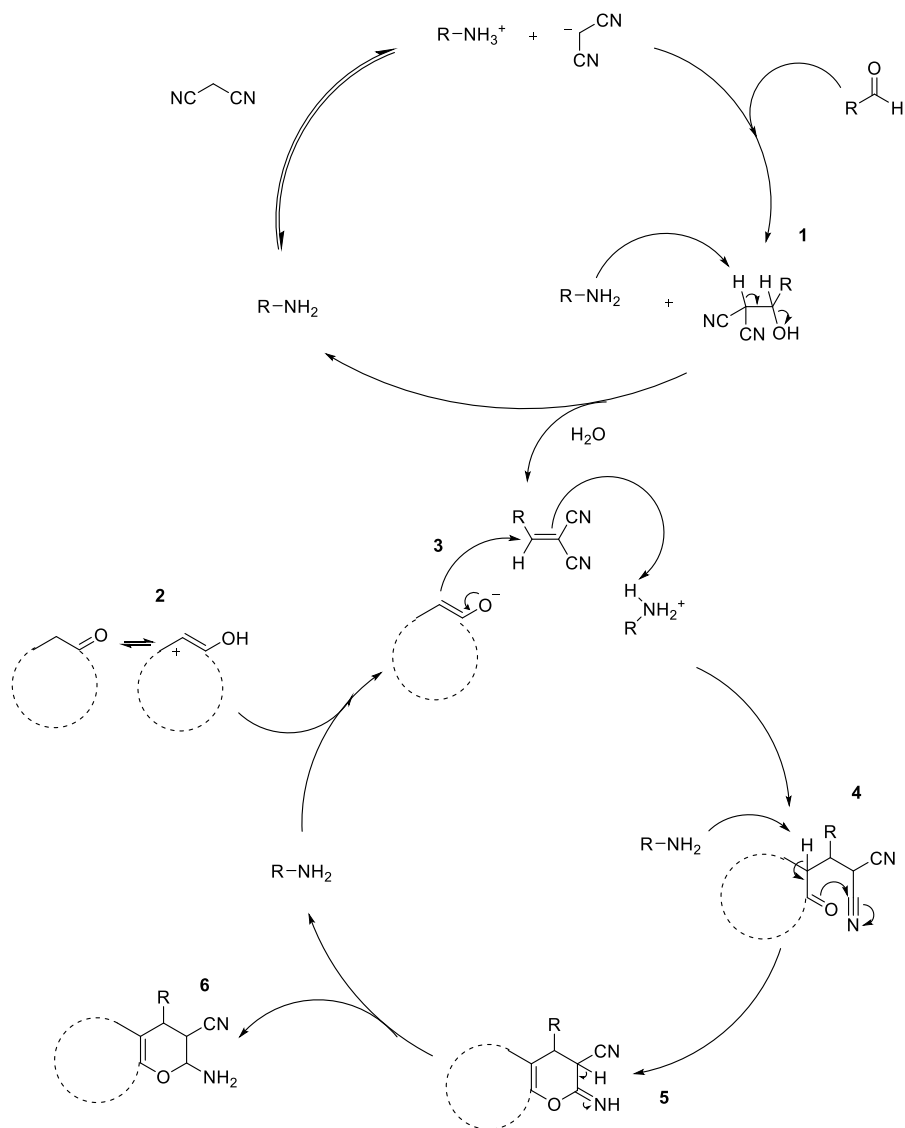 R–NH₃⁺ + ⁻ CN
CN
NC CN
O
R H
1
R–NH₂
R–NH₂ +
H H R
NC CN OH
H₂O
R CN
H CN
3
O⁻
H
NH₂⁺
R
2
O
+ OH
4
R–NH₂
H R CN
O N
R–NH₂
6
R
CN
O NH₂
R
CN
H
O NH
5